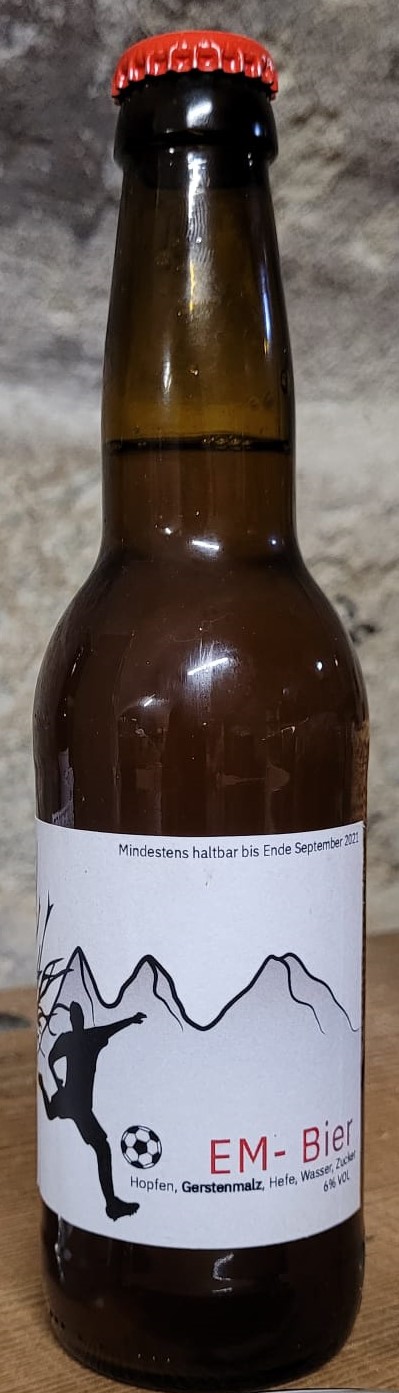 Mindestens haltbar bis Ende September 2021
EM- Bier
Hopfen, Gerstenmalz, Hefe, Wasser, Zucker
6% VOL